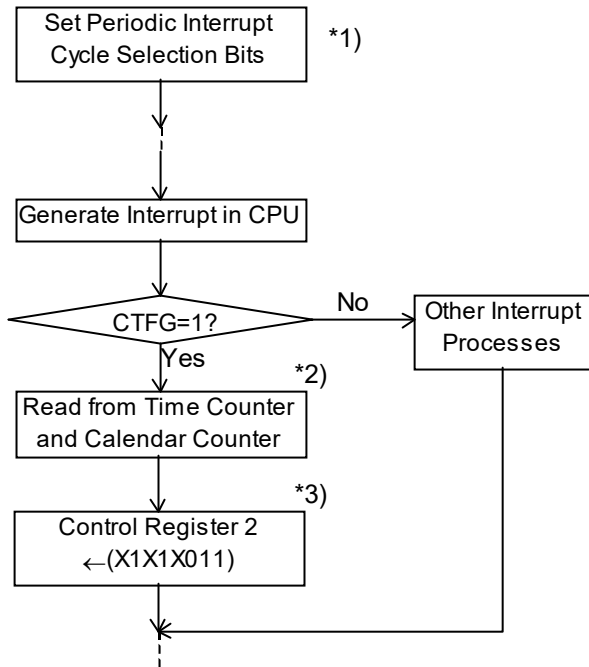 Set Periodic Interrupt
Cycle Selection Bits
*1)
Generate Interrupt in CPU
CTFG=1?
No
Other Interrupt
Processes
Yes
*2)
Read from Time Counter
and Calendar Counter
*3)
Control Register 2
←(X1X1X011)